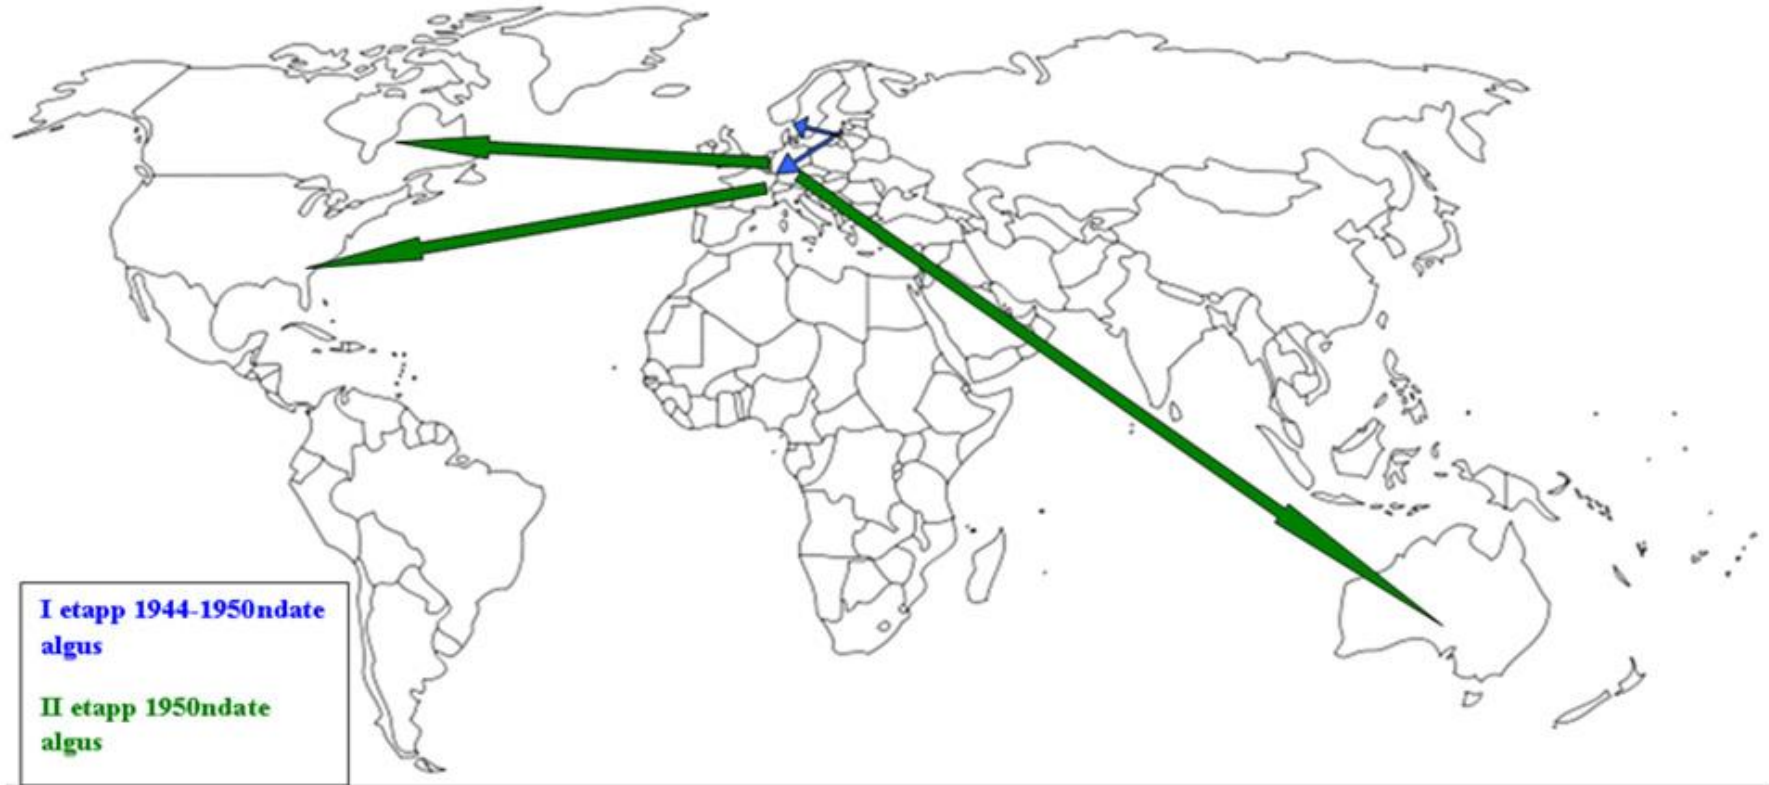 I etapp 1944-1950ndate
algus
II etapp 1950ndate
algus